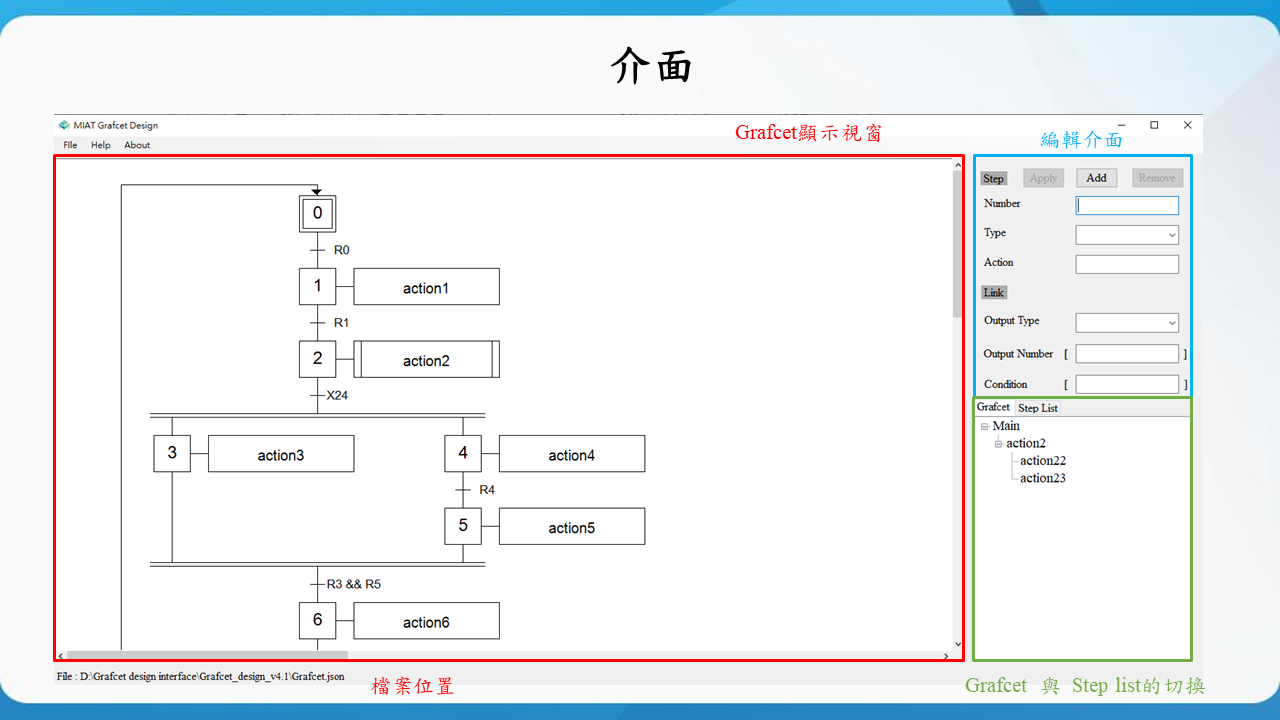 介面
MIAT Grafcet Design
File Help About
Grafcet顯示視窗
編輯介面
0
R0
1 action1
R1
2 action2
X24
3 action3
4 action4
R4
5 action5
R3 && R5
6 action6
Step Apply Add Remove
Number
Type
Action
Link
Output Type
Output Number [ ]
Condition [ ]
Grafcet Step List
Main
action2
action22
action23
File : D:\Grafcet design interface\Grafcet_design_v4.1\Grafcet.json
檔案位置
Grafcet 與 Step list的切換